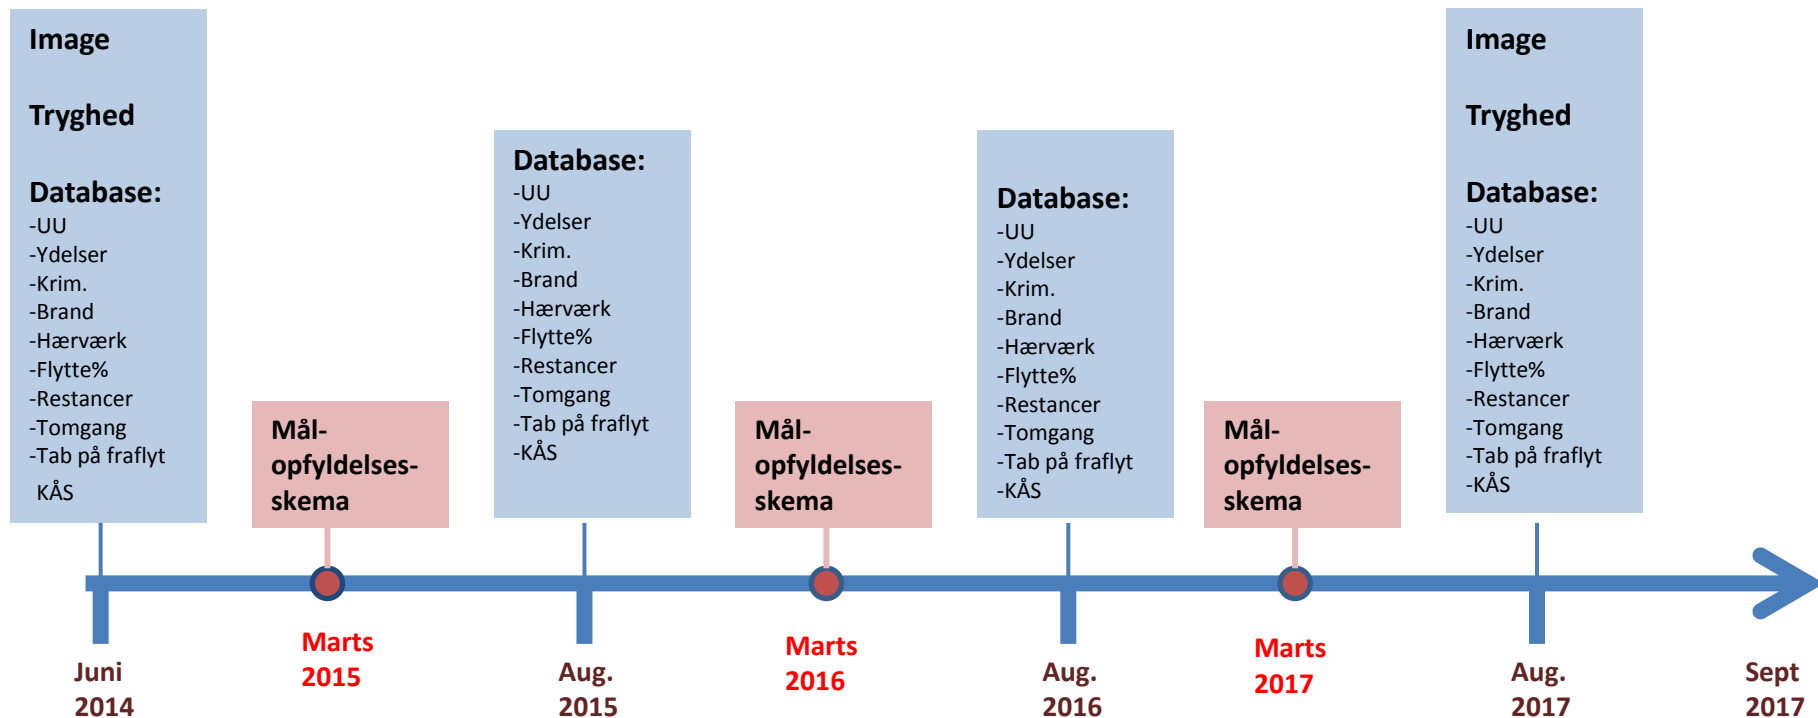 Image
Tryghed
Database:
-UU
-Ydelser
-Krim.
-Brand
-Hærværk
-Flytte%
-Restancer
-Tomgang
-Tab på fraflyt
KÅS
Mål-
opfyldelses-
skema
Database:
-UU
-Ydelser
-Krim.
-Brand
-Hærværk
-Flytte%
-Restancer
-Tomgang
-Tab på fraflyt
-KÅS
Mål-
opfyldelses-
skema
Database:
-UU
-Ydelser
-Krim.
-Brand
-Hærværk
-Flytte%
-Restancer
-Tomgang
-Tab på fraflyt
-KÅS
Mål-
opfyldelses-
skema
Image
Tryghed
Database:
-UU
-Ydelser
-Krim.
-Brand
-Hærværk
-Flytte%
-Restancer
-Tomgang
-Tab på fraflyt
-KÅS
Juni
2014
Marts
2015
Aug.
2015
Marts
2016
Aug.
2016
Marts
2017
Aug.
2017
Sept
2017